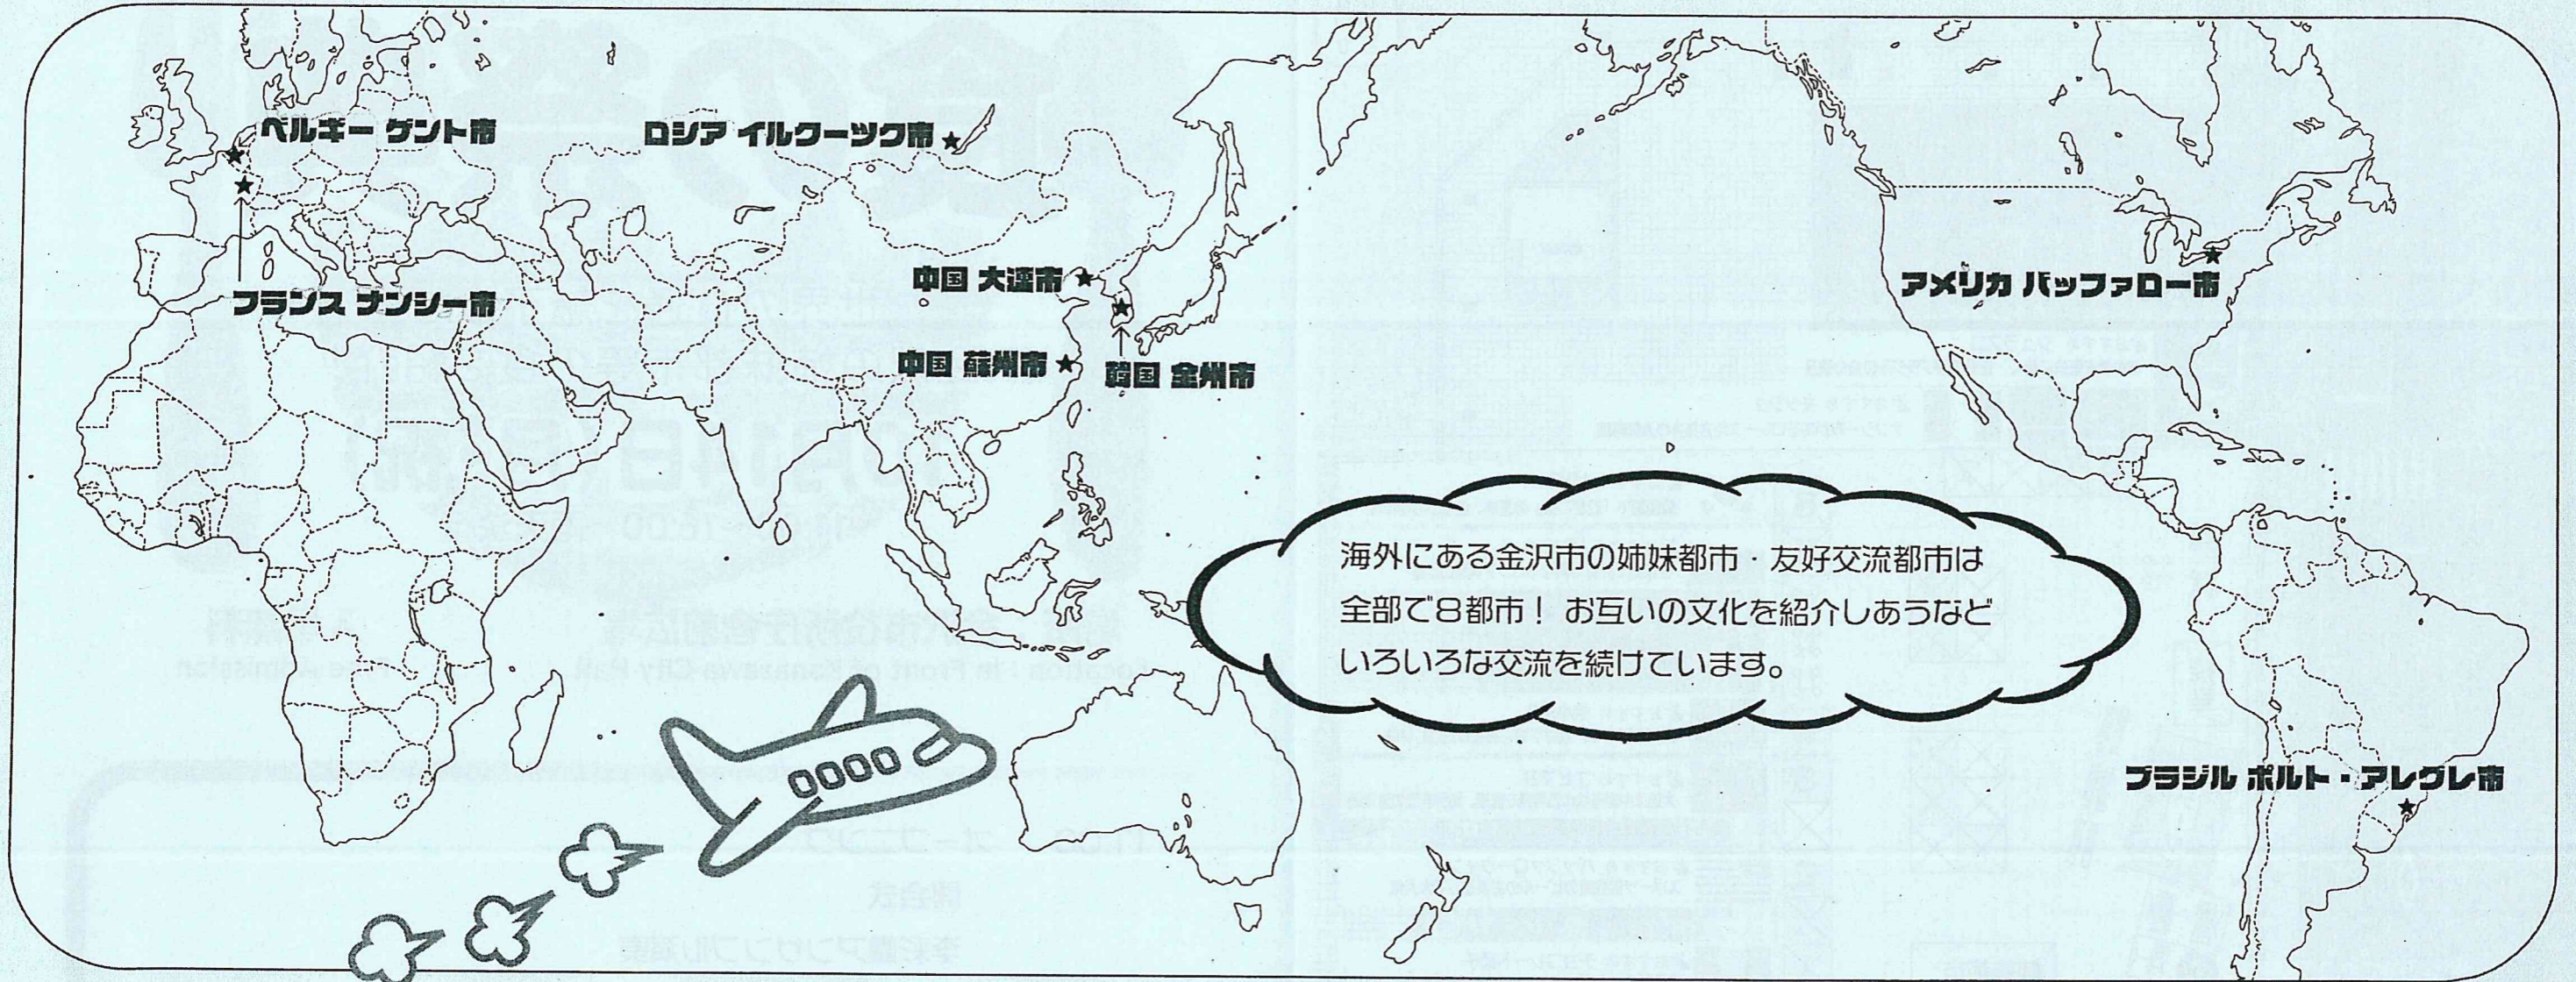 ベルギー ゲント市
ロシア イルクーツク市
フランス ナンシー市
中国 大連市
中国 蘇州市
韓国 全州市
アメリカ バッファロー市
海外にある金沢市の姉妹都市・友好交流都市は
全部で8都市! お互いの文化を紹介しあうなど
いろいろな交流を続けています。
ブラジル ポルト・アレグレ市